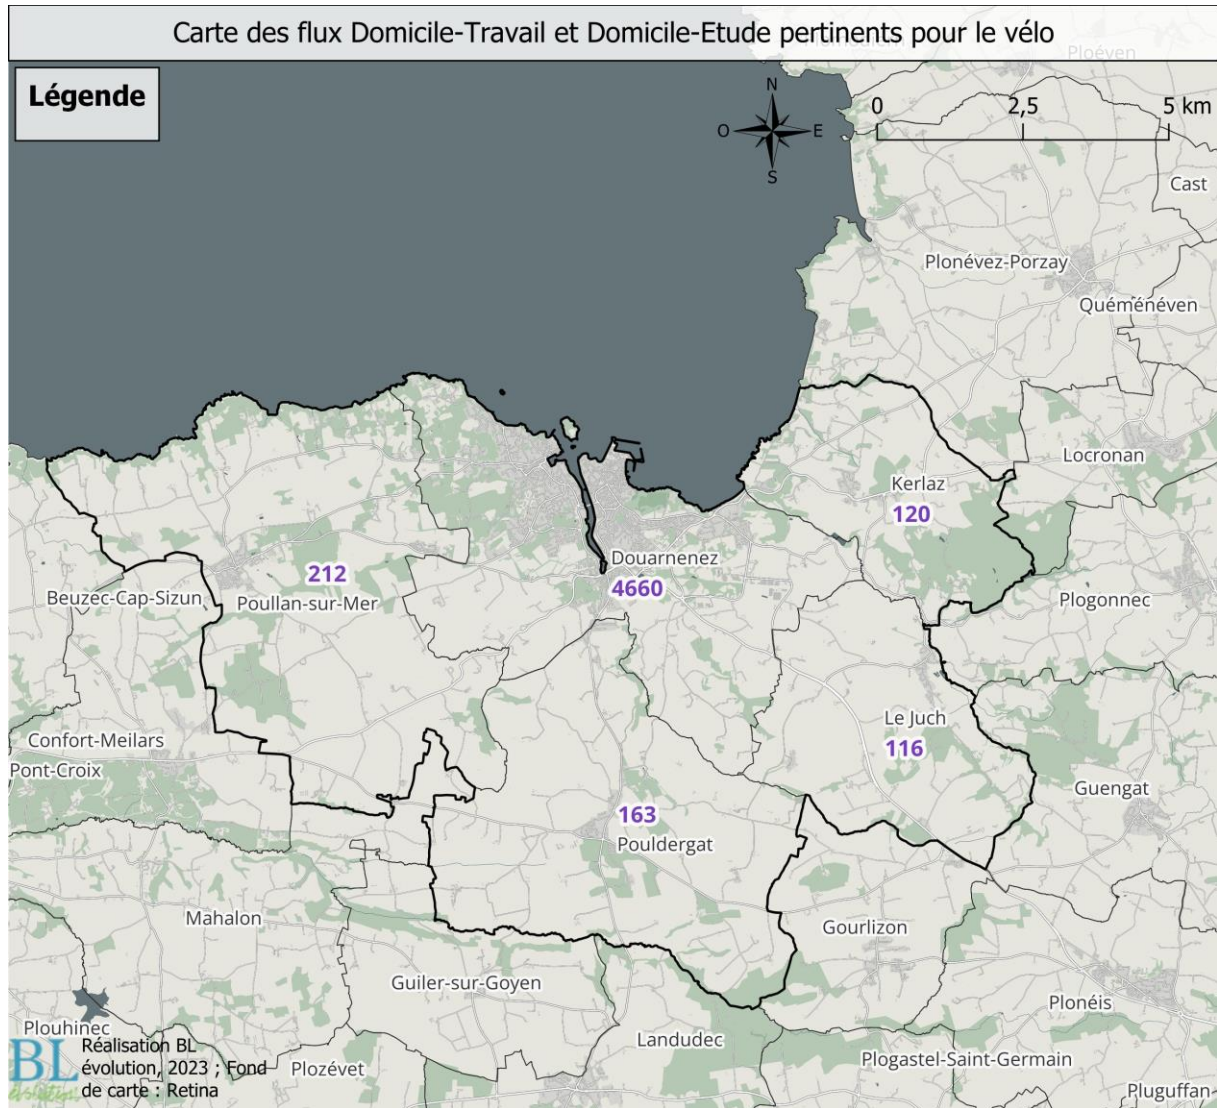 Carte des flux Domicile-Travail et Domicile-Etude pertinents pour le vélo
Ploéven
Légende
N
O
E
S
0 2,5 5 km
Cast
Plonévez-Porzay
Quéménéven
Locronan
Kerlaz
120
Douarnenez
4660
212
Poullan-sur-Mer
Beuzec-Cap-Sizun
Plogonnec
Le Juch
116
Confort-Meilars
Pont-Croix
Guengat
163
Pouldergat
Mahalon
Gourlizon
Guiler-sur-Goyen
Plonéis
Plouhinec
Landudec
Plogastel-Saint-Germain
Plozévet
Pluguffan
BL
évolution
Réalisation BL
évolution, 2023 ; Fond
de carte : Retina